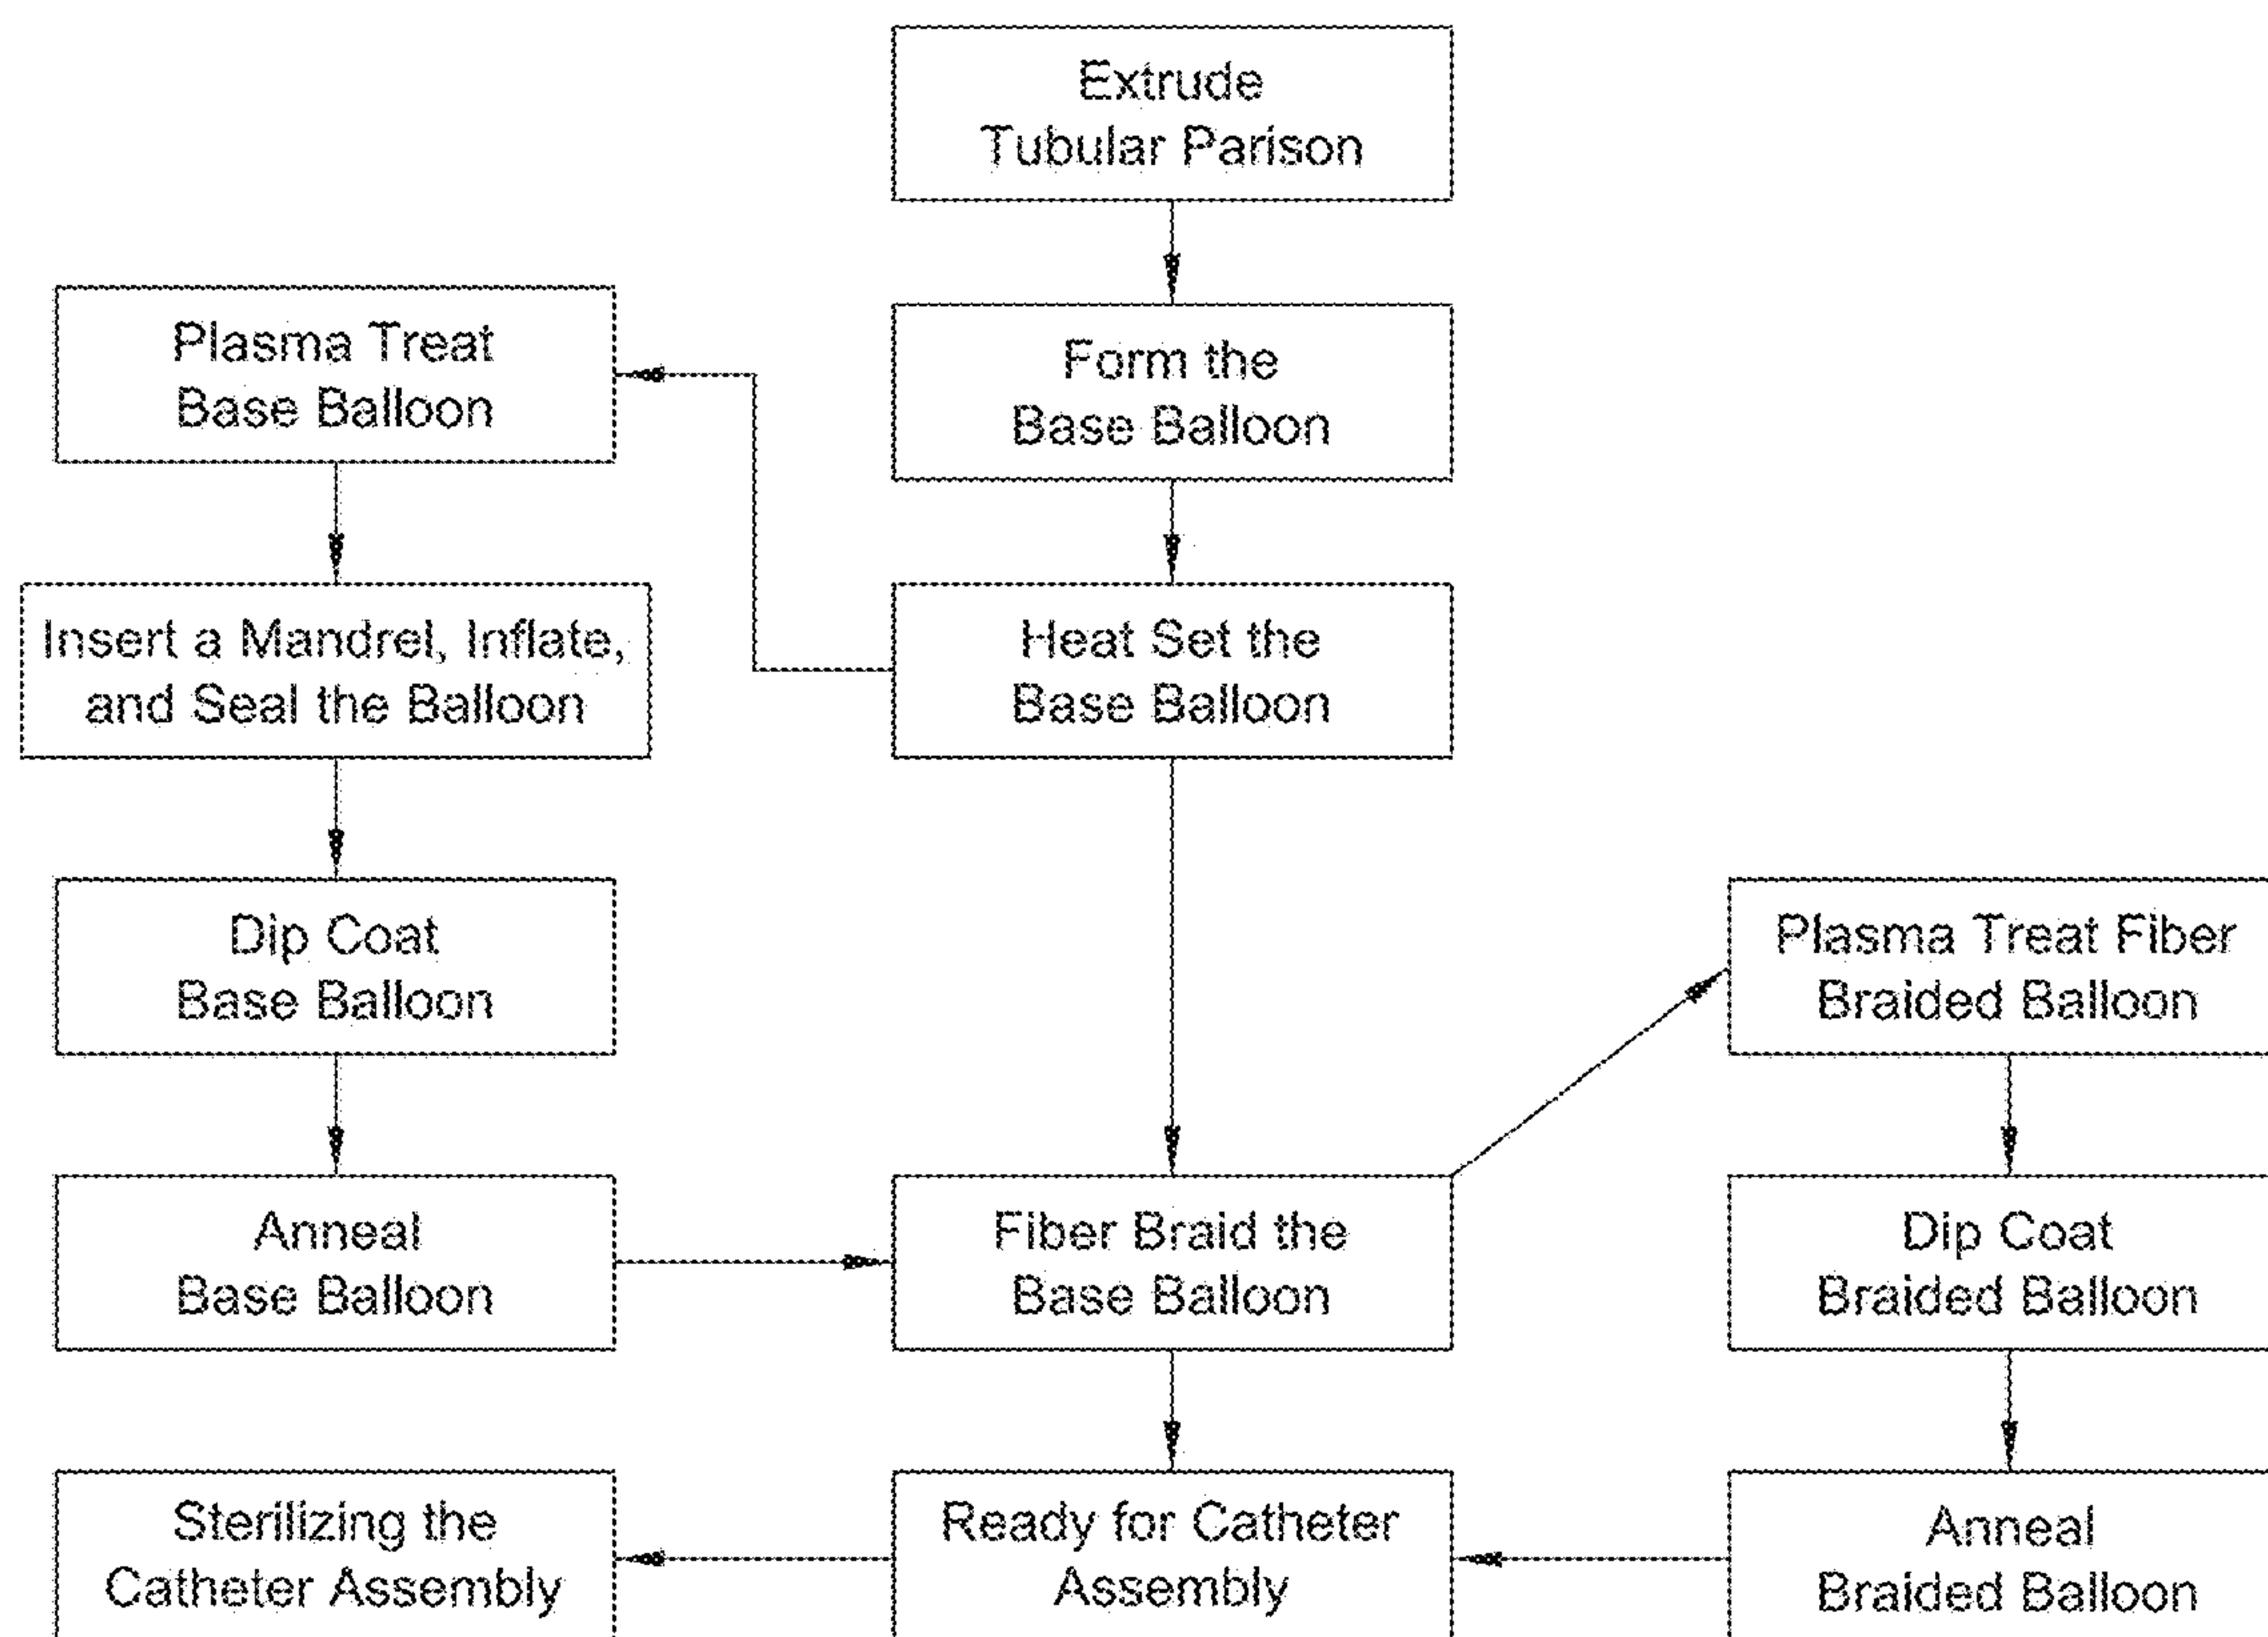 Extrude
Tubular Parison
Plasma Treat
Base Balloon
Form the
Base Balloon
Insert a Mandrel, Inflate,
and Seal the Balloon
Heat Set the
Base Balloon
Dip Coat
Base Balloon
Plasma Treat Fiber
Braided Balloon
Anneal
Base Balloon
Fiber Braid the
Base Balloon
Dip Coat
Braided Balloon
Sterilizing the
Catheter Assembly
Ready for Catheter
Assembly
Anneal
Braided Balloon